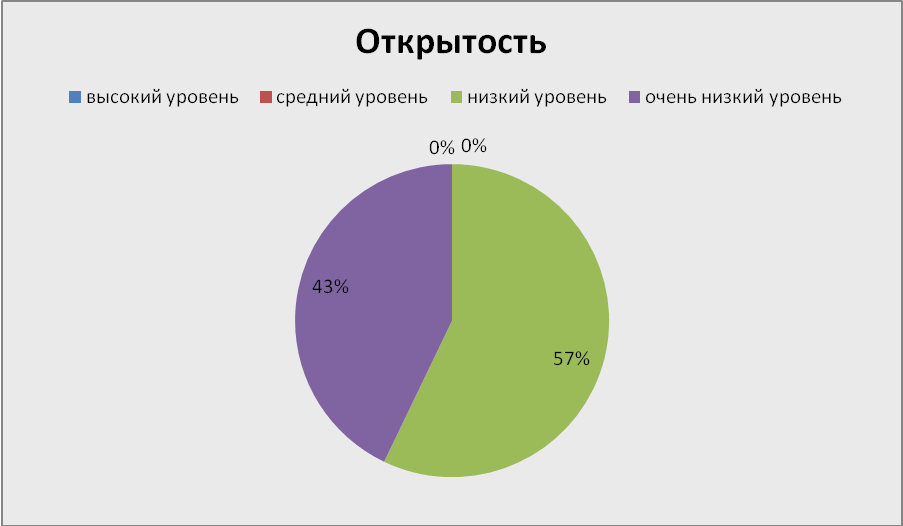 Открытость
высокий уровень средний уровень низкий уровень очень низкий уровень
0% 0%
43%
57%